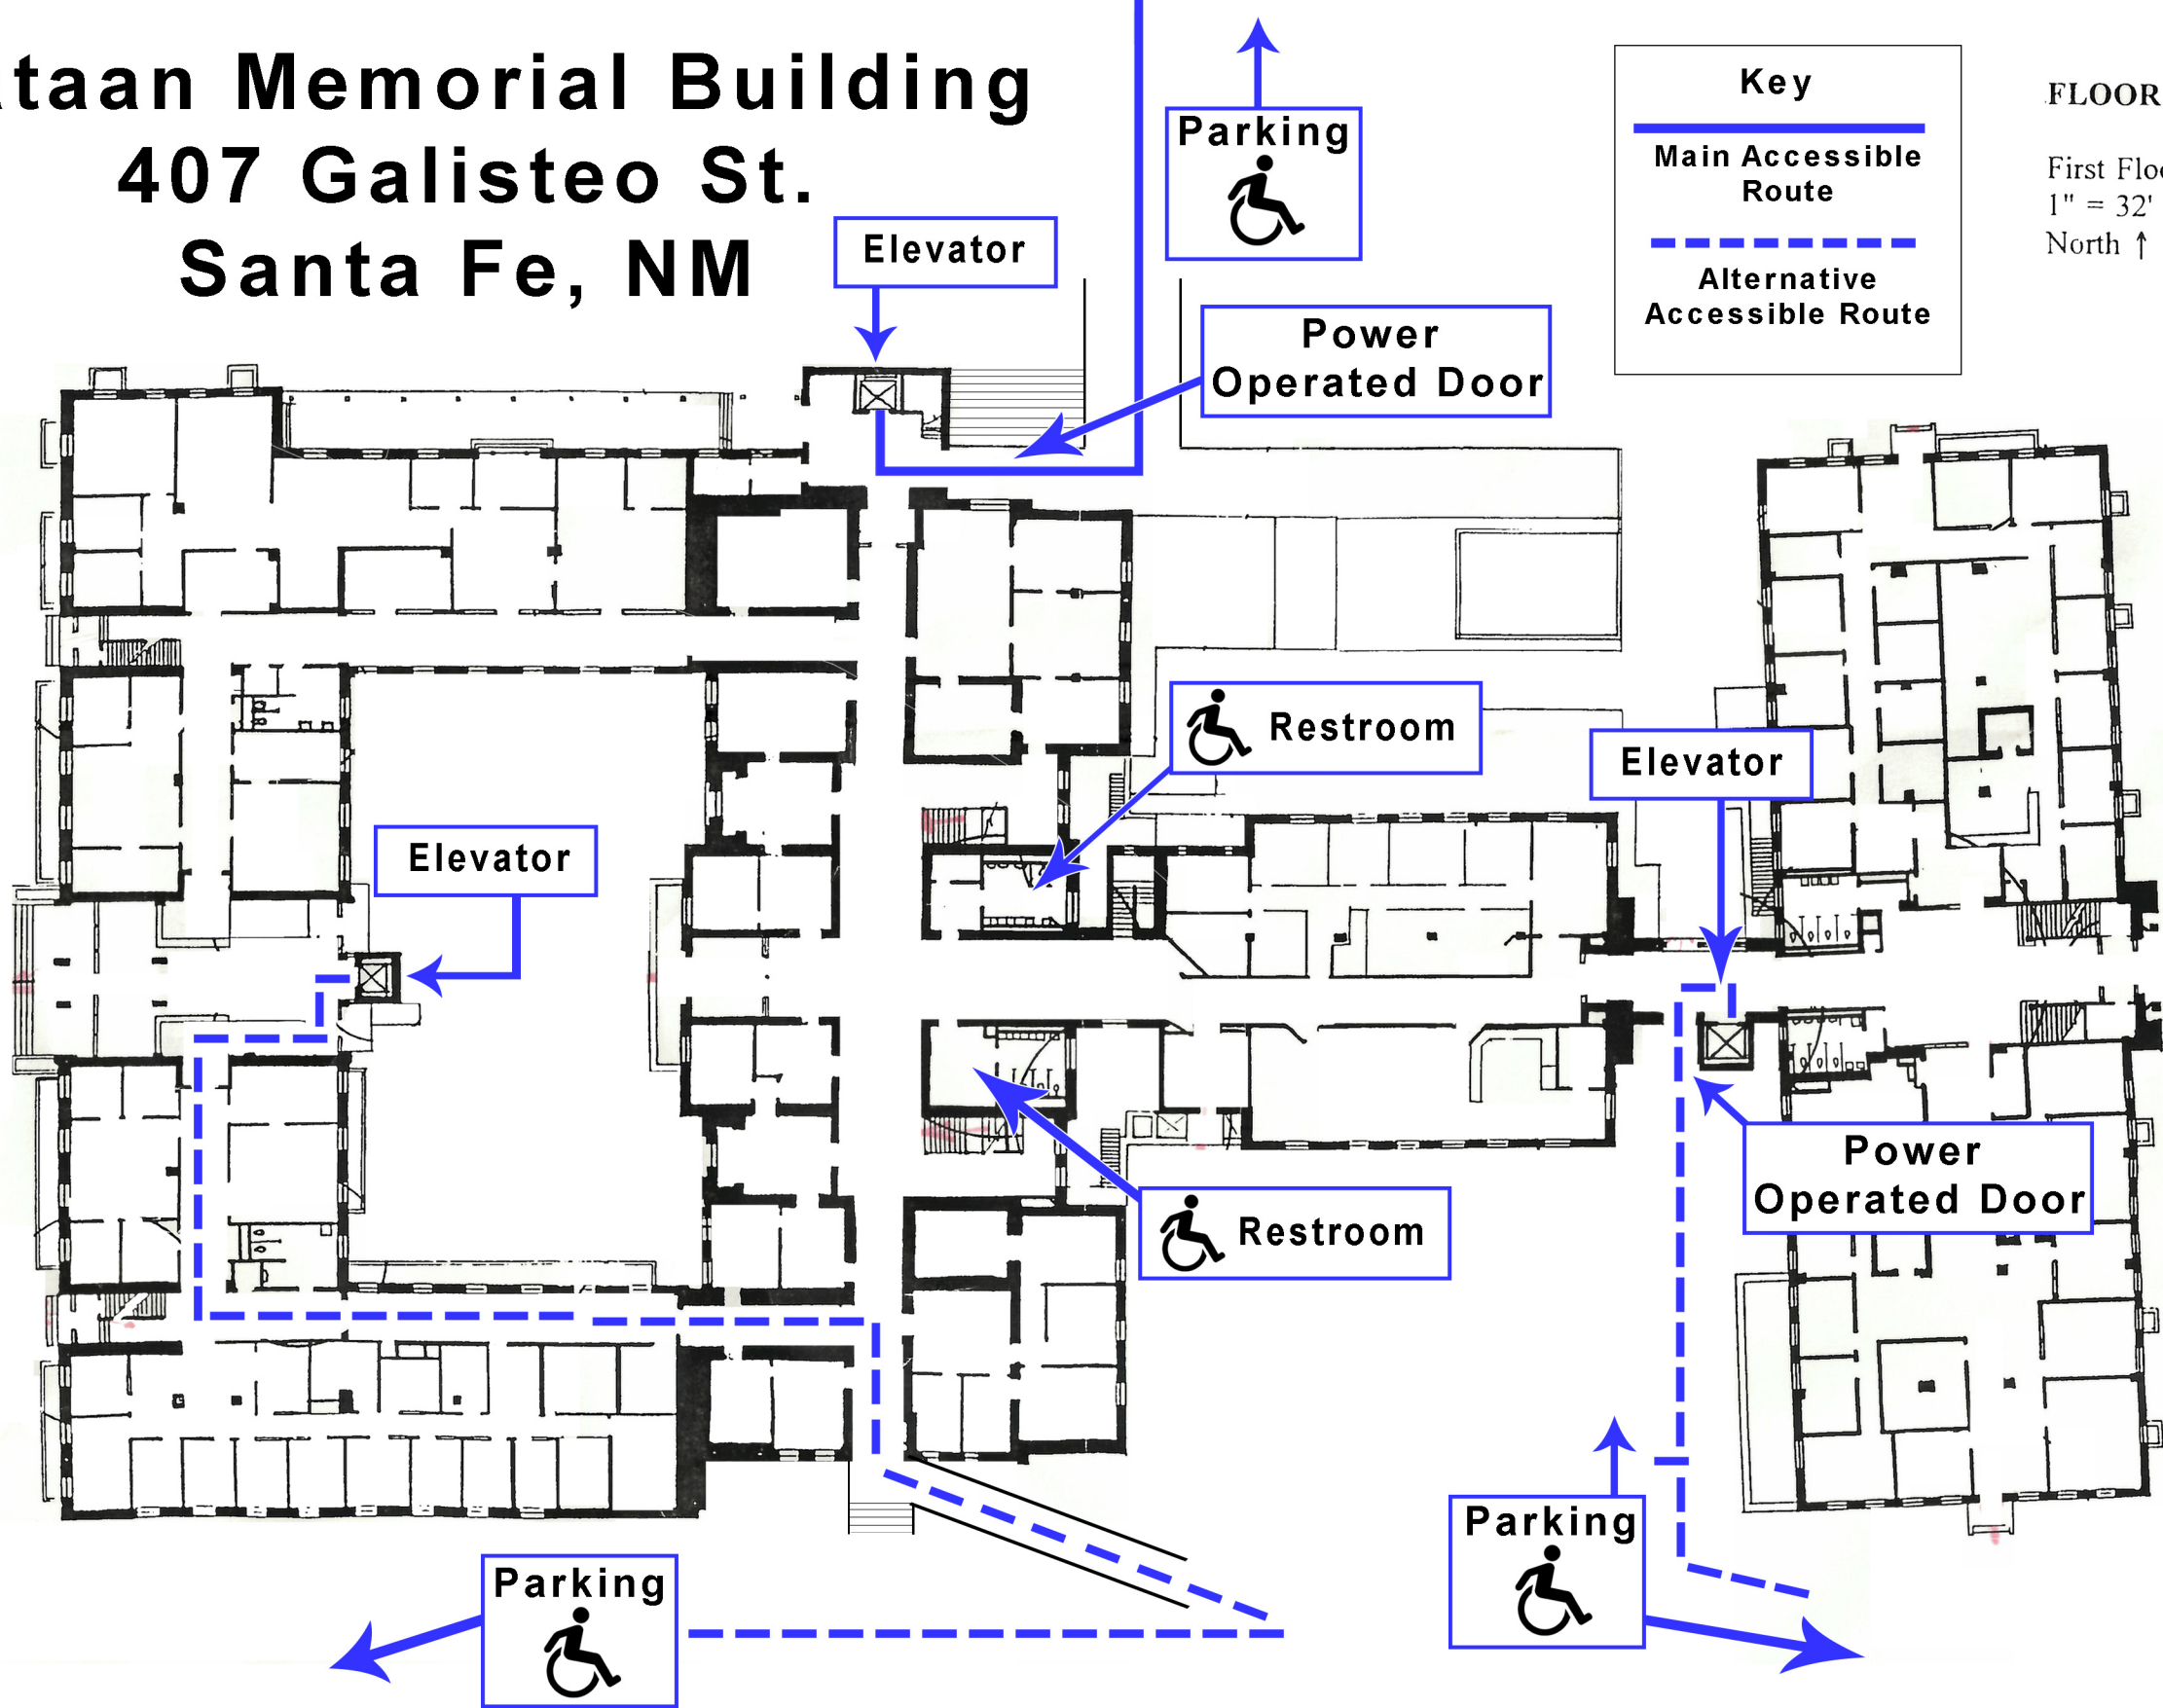 taan Memorial Building
407 Galisteo St.
Santa Fe, NM
Parking
Key
Main Accessible
Route
Alternative
Accessible Route
FLOOR
First
1" = 32'
North ↑
Elevator
Power
Operated Door
Restroom
Elevator
Elevator
Power
Operated Door
Restroom
Parking
Parking